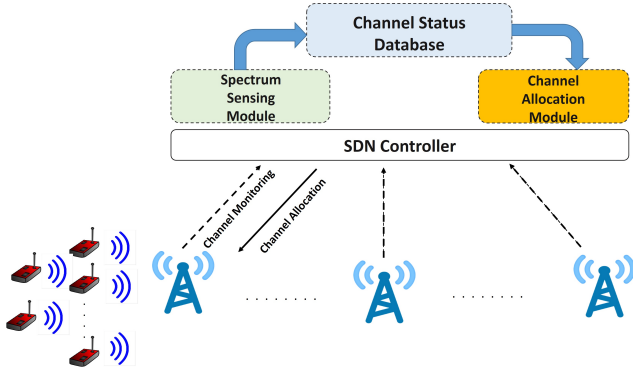 Channel Status
Database
Spectrum
Sensing
Module
Channel
Allocation
Module
SDN Controller
Channel Monitoring
Channel Allocation